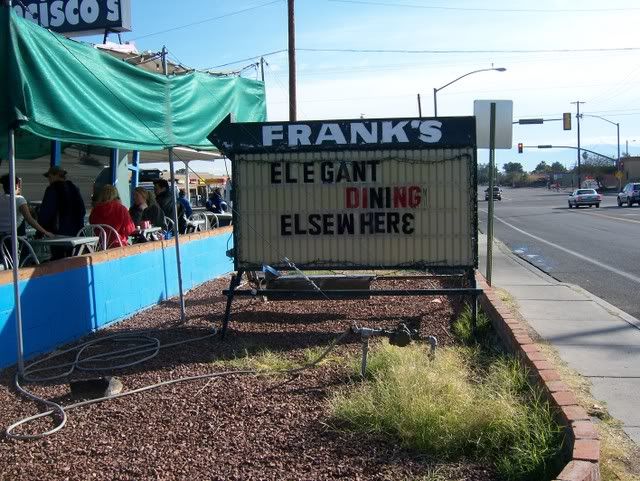 CISCO'S
FRANK'S
ELEGANT
DINING
ELSEWHERE